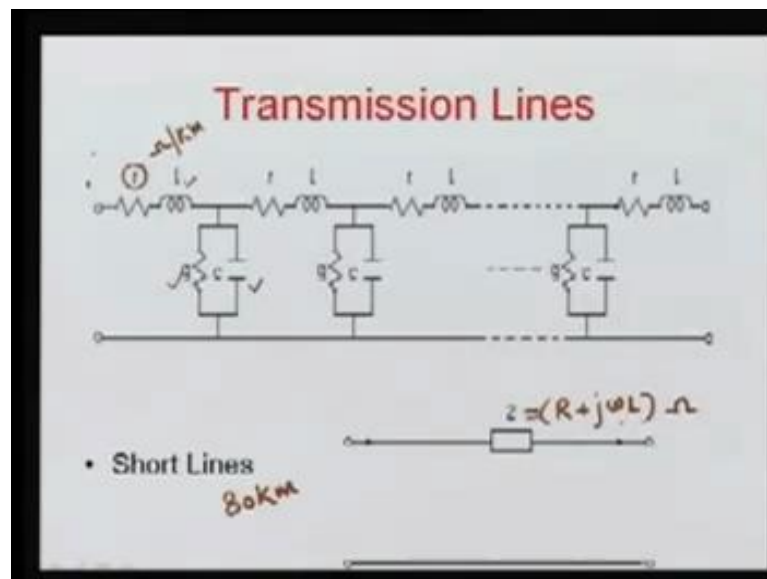 Transmission Lines
Ω/KM
r l r l r l r l
g c g c g c
z =(R+jωL) Ω
• Short Lines
80KM